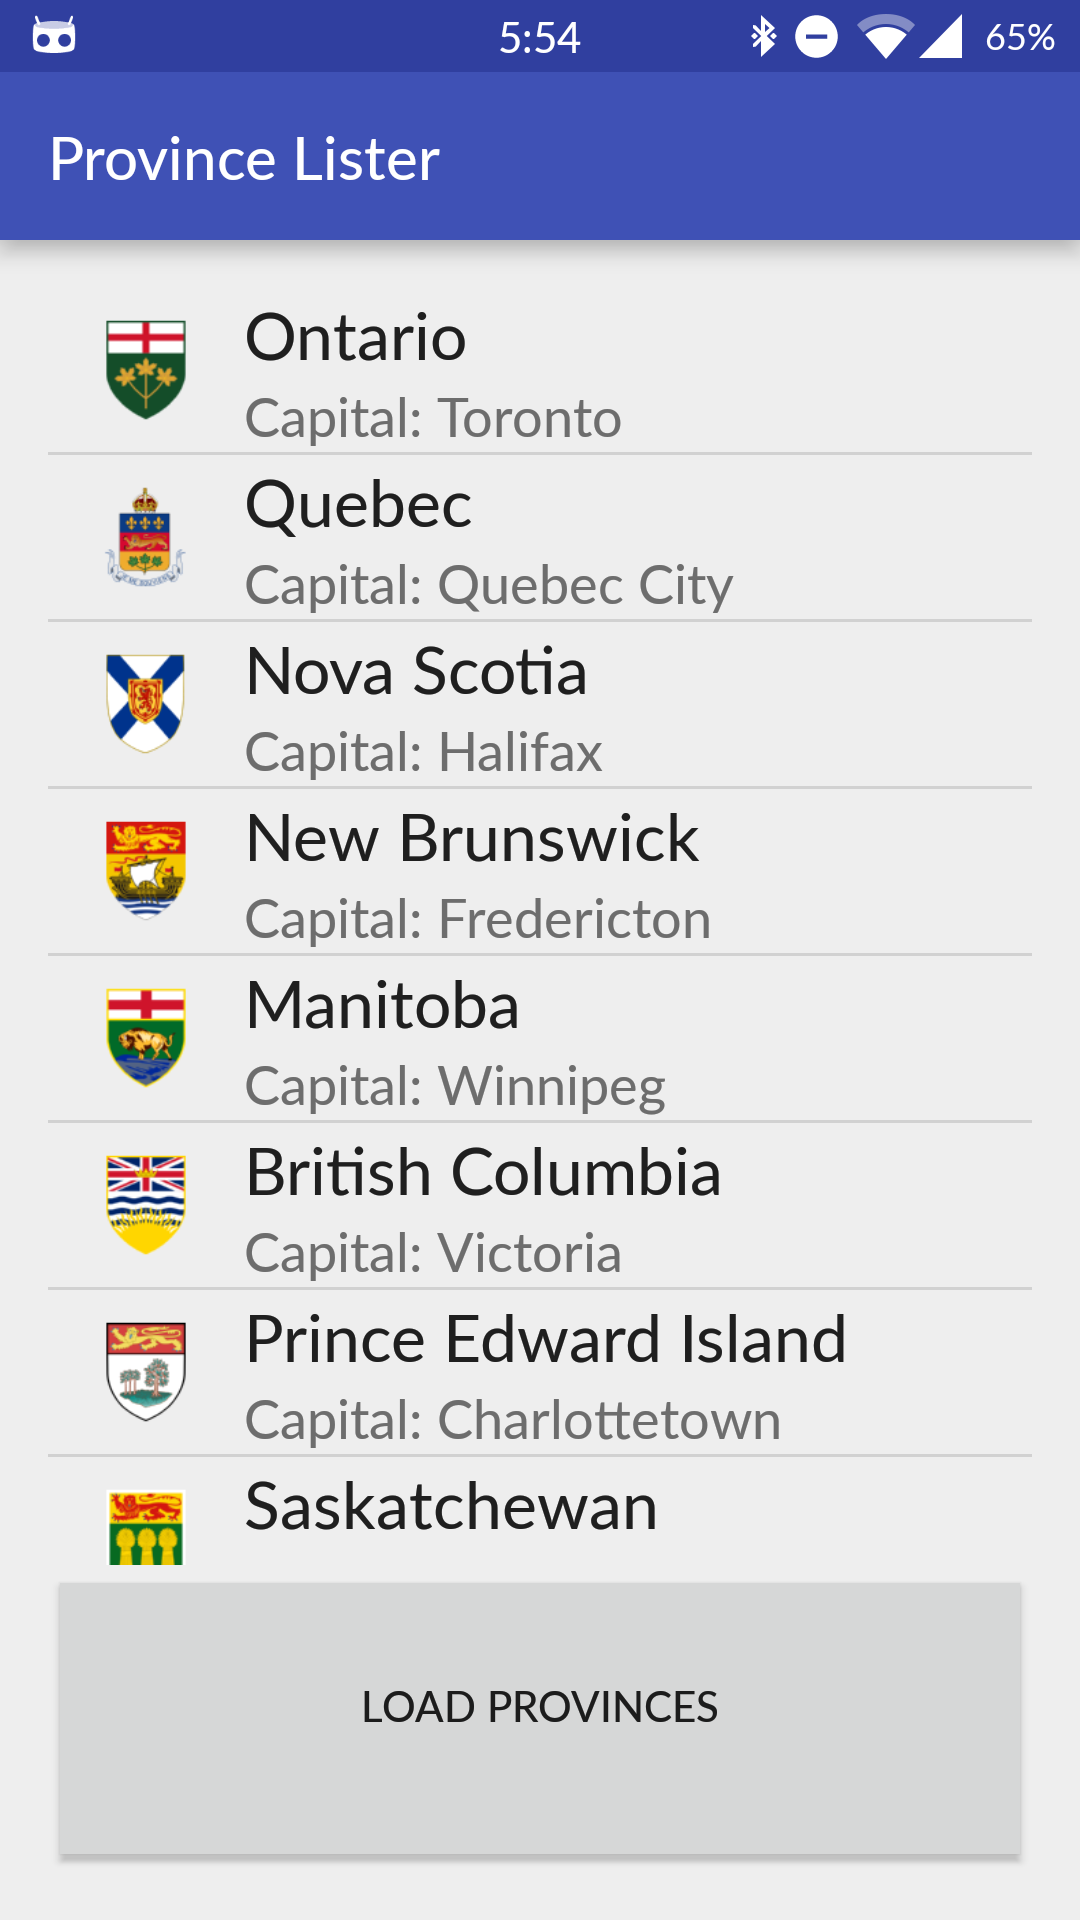 5:54
65%
Province Lister
Ontario
Capital: Toronto
Quebec
Capital: Quebec City
Nova Scotia
Capital: Halifax
New Brunswick
Capital: Fredericton
Manitoba
Capital: Winnipeg
British Columbia
Capital: Victoria
Prince Edward Island
Capital: Charlottetown
Saskatchewan
LOAD PROVINCES